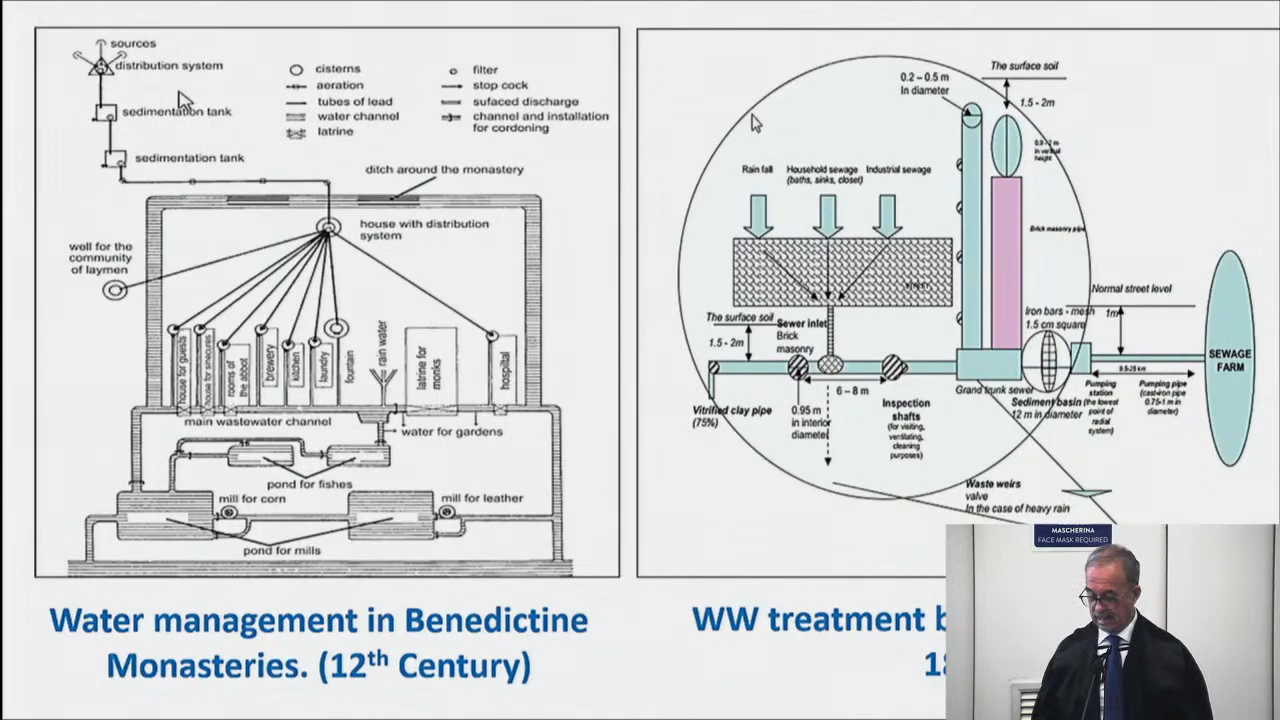 sources
distribution system
sedimentation tank
sedimentation tank
cisterns
aeration
tubes of lead
water channel
latrine
filter
stop cock
sufaced discharge
channel and installation
for cordoning
ditch around the monastery
house with distribution
system
well for the
community
of laymen
house for guests
house for sinecures
rooms of
the abbot
brewery
kitchen
laundry
fountain
rain water
latrine for
monks
hospltal
main wastewater channel
water for gardens
pond for fishes
mill for corn
mill for leather
pond for mills
Water management in Benedictine
Monasteries. (12th Century)
0.2 – 0.5 m
In diameter
The surface soil
1.5 - 2m
in vertical
height
Rain fall
Household sewage
(baths, sinks, closet)
Industrial sewage
STREET
Brick masonry pipe
The surface soil
1.5 - 2m
Sewer inlet
Brick
masonry
Normal street level
Iron bars - mesh
1.5 cm square
1m
SEWAGE
FARM
6 – 8 m
Grand trunk sewer
Sediment basin
12 m in diameter
Vitrified clay pipe
(75%)
0.95 m
in interior
diameter
Inspection
shafts
(for visiting,
ventilating,
cleaning
purposes)
Pumping
station
(the lowest
point of
radial
system)
Pumping pipe
(cast-iron pipe
0.75-1 m in
diameter)
Waste weirs
valve
In the case of heavy rain
WW treatment
18
MASCHERINA
FACE MASK REQUIRED